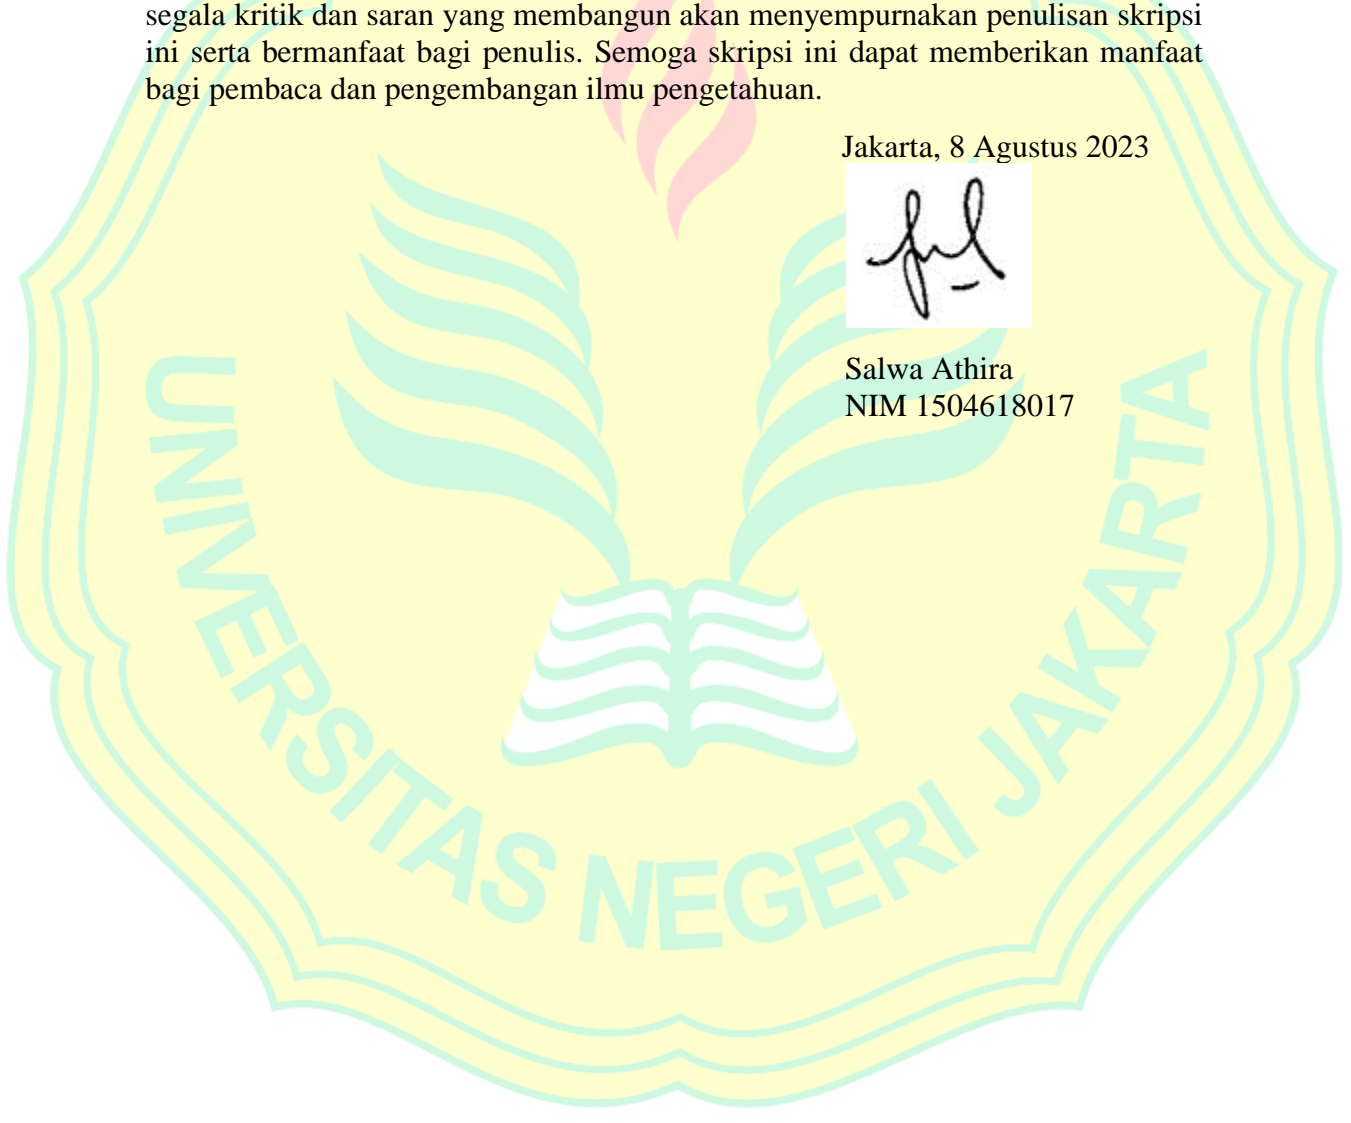 segala kritik dan saran yang membangun akan menyempurnakan penulisan skripsi
ini serta bermanfaat bagi penulis. Semoga skripsi ini dapat memberikan manfaat
bagi pembaca dan pengembangan ilmu pengetahuan.
Jakarta, 8 Agustus 2023
Salwa Athira
NIM 1504618017
UNIVERSITAS NEGERI JAKARTA